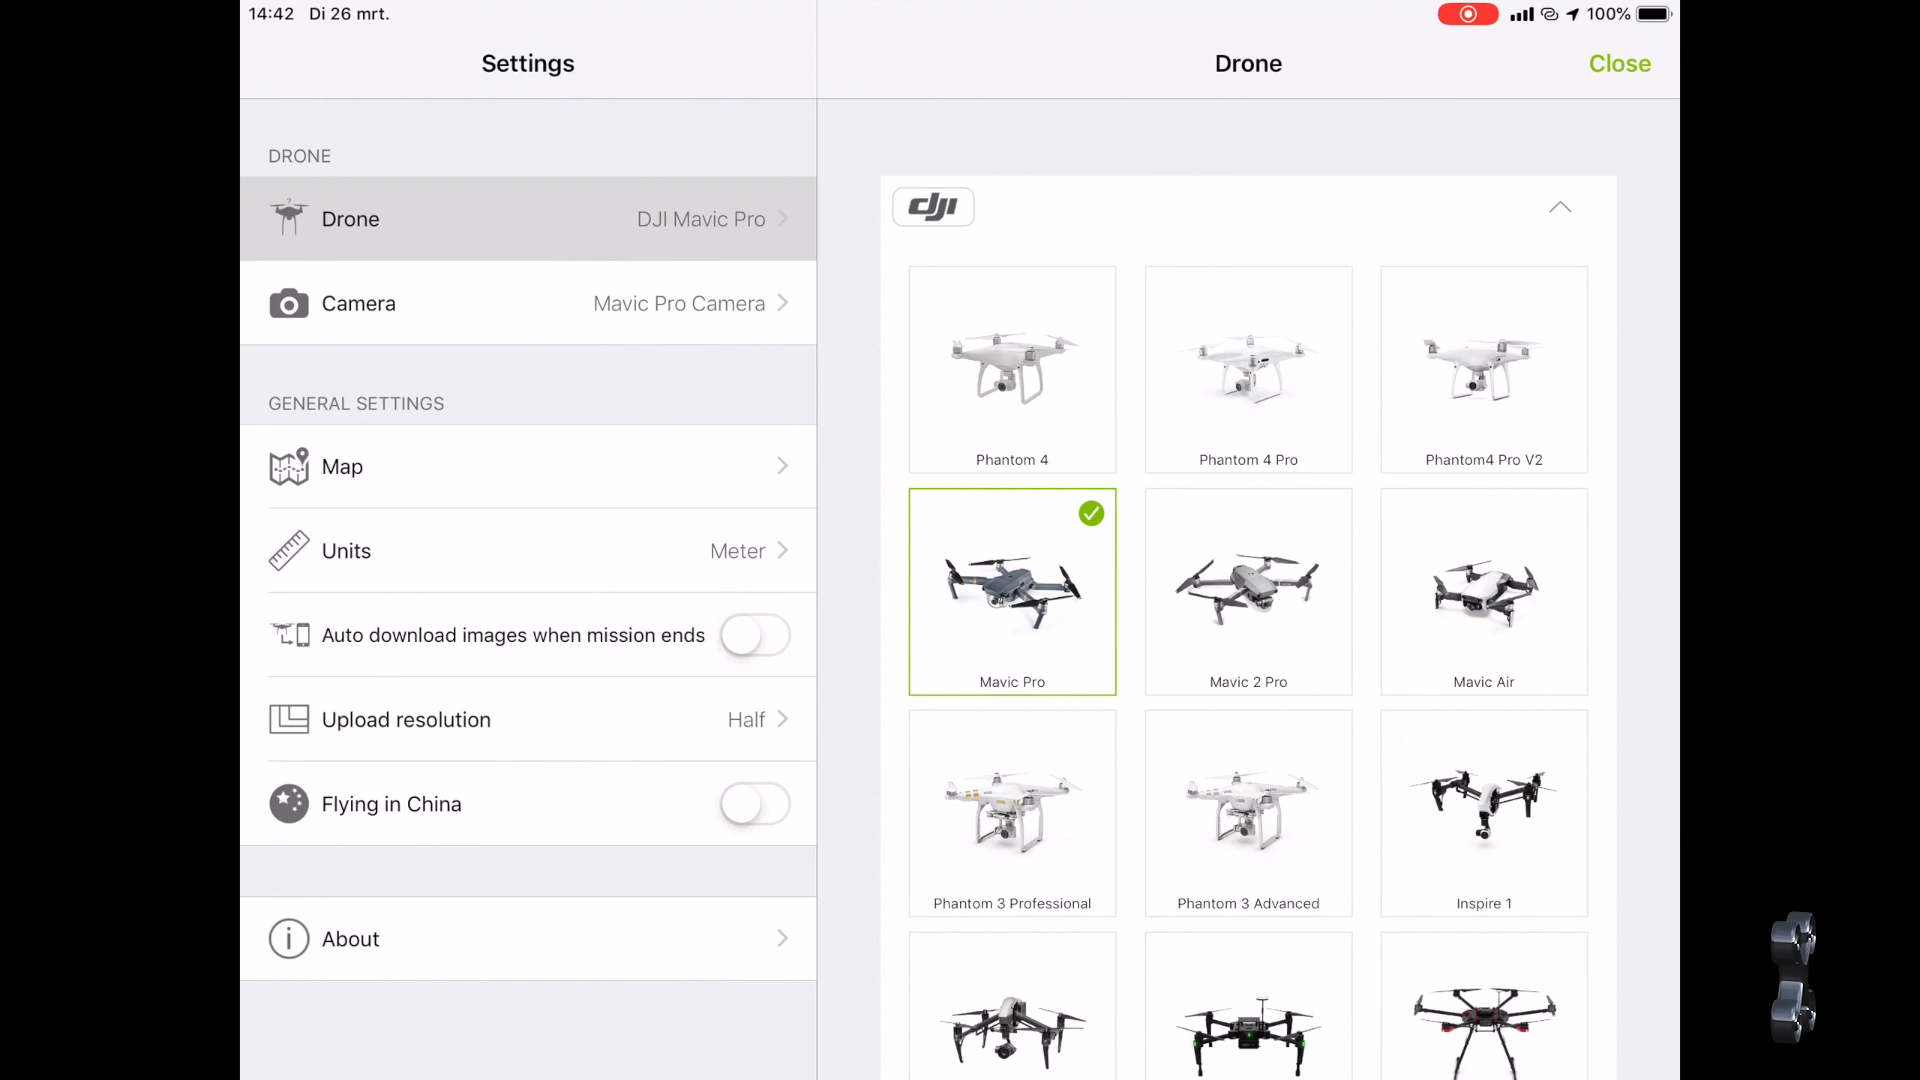 14:42 Di 26 mrt.
100%
Settings
Drone
Close
DRONE
Drone
DJI Mavic Pro
Camera
Mavic Pro Camera
GENERAL SETTINGS
Map
Units
Meter
Auto download images when mission ends
Upload resolution
Half
Flying in China
About
dji
Phantom 4
Phantom 4 Pro
Phantom4 Pro V2
Mavic Pro
Mavic 2 Pro
Mavic Air
Phantom 3 Professional
Phantom 3 Advanced
Inspire 1